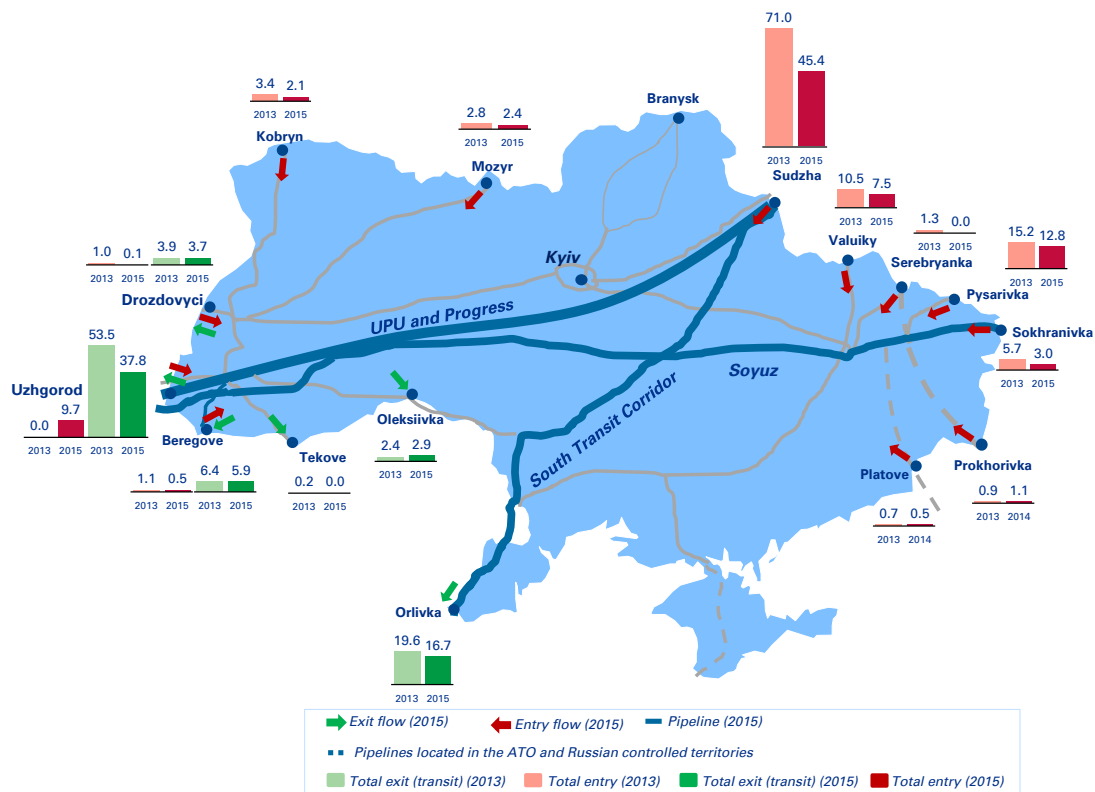 71.0
45.4
2013 2015
Sudzha
3.4 2.1
2013 2015
Kobryn
2.8 2.4
2013 2015
Mozyr
Branysk
10.5 7.5
2013 2015
Valuiky
1.3 0.0
2013 2015
Serebryanka
15.2 12.8
2013 2015
Pysarivka
1.0 0.1 3.9 3.7
2013 2015 2013 2015
Drozdovyci
Kyiv
UPU and Progress
Sokhranivka
5.7 3.0
2013 2015
53.5
37.8
Uzhgorod
0.0 9.7
2013 2015 2013 2015
Soyuz
South Transit Corridor
Beregove
1.1 0.5 6.4 5.9
2013 2015 2013 2015
Tekove
0.2 0.0
2013 2015
Oleksiivka
2.4 2.9
2013 2015
Platove
0.7 0.5
2013 2014
Prokhorivka
0.9 1.1
2013 2014
Orlivka
19.6 16.7
2013 2015
Exit flow (2015) Entry flow (2015) Pipeline (2015)
Pipelines located in the ATO and Russian controlled territories
Total exit (transit) (2013) Total entry (2013) Total exit (transit) (2015) Total entry (2015)